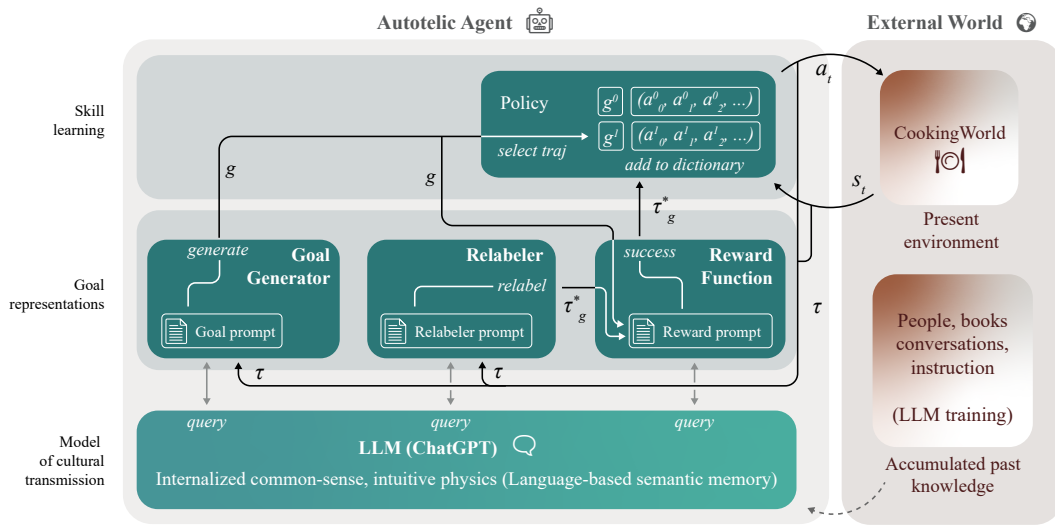 Autotelic Agent
External World
Skill
learning
Policy
g⁰ (a⁰₀, a⁰₁, a⁰₂, ...)
g¹ (a¹₀, a¹₁, a¹₂, ...)
select traj
add to dictionary
aₜ
sₜ
CookingWorld
Present
environment
g
g
τ*g
Goal
representations
generate
Goal
Generator
Goal prompt
Relabeler
relabel
Relabeler prompt
τ*g
success
Reward
Function
Reward prompt
τ
τ
τ
People, books
conversations,
instruction
(LLM training)
Accumulated past
knowledge
Model
of cultural
transmission
query
query
query
LLM (ChatGPT)
Internalized common-sense, intuitive physics (Language-based semantic memory)